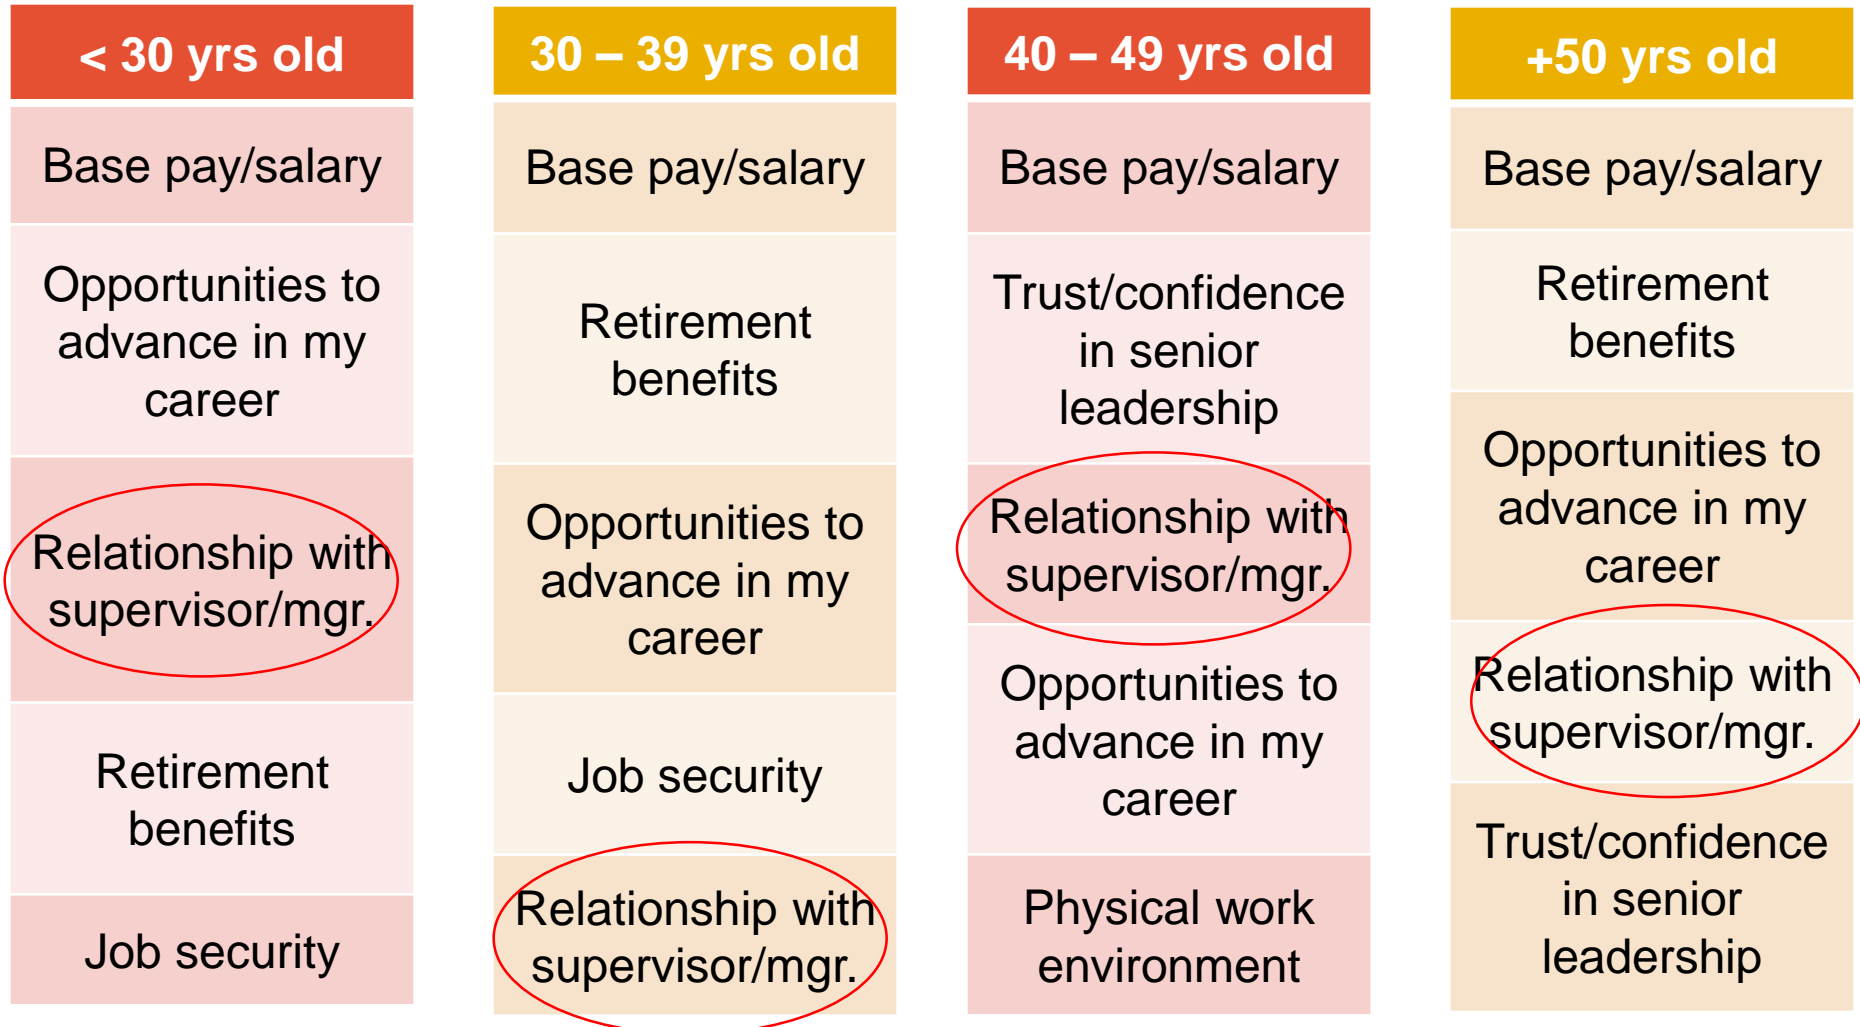 < 30 yrs old
Base pay/salary
Opportunities to
advance in my
career
Relationship with
supervisor/mgr.
Retirement
benefits
Job security
30 – 39 yrs old
Base pay/salary
Retirement
benefits
Opportunities to
advance in my
career
Job security
Relationship with
supervisor/mgr.
40 – 49 yrs old
Base pay/salary
Trust/confidence
in senior
leadership
Relationship with
supervisor/mgr.
Opportunities to
advance in my
career
Physical work
environment
+50 yrs old
Base pay/salary
Retirement
benefits
Opportunities to
advance in my
career
Relationship with
supervisor/mgr.
Trust/confidence
in senior
leadership